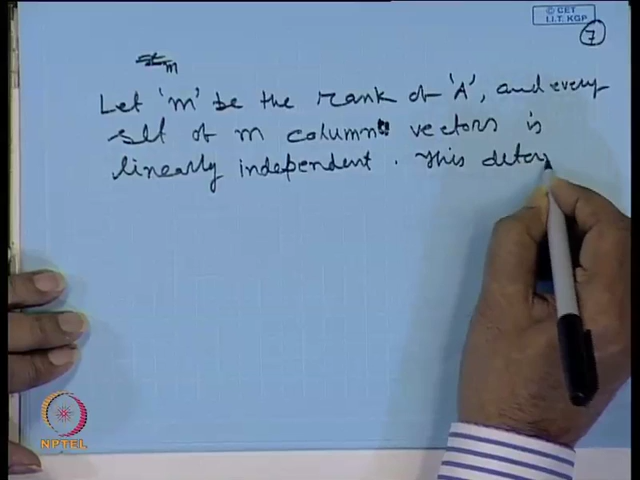 © CET
I.I.T. KGP
7
Let 'm' be the rank of 'A', and every
set of m column vectors is
linearly independent. This deter
NPTEL